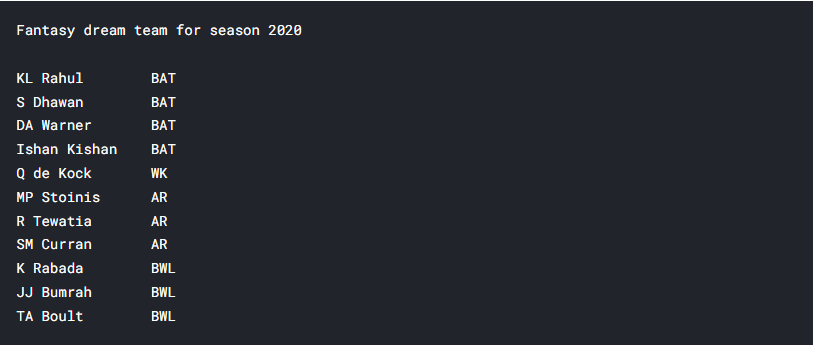 Fantasy dream team for season 2020
KL Rahul BAT
S Dhawan BAT
DA Warner BAT
Ishan Kishan BAT
Q de Kock WK
MP Stoinis AR
R Tewatia AR
SM Curran AR
K Rabada BWL
JJ Bumrah BWL
TA Boult BWL